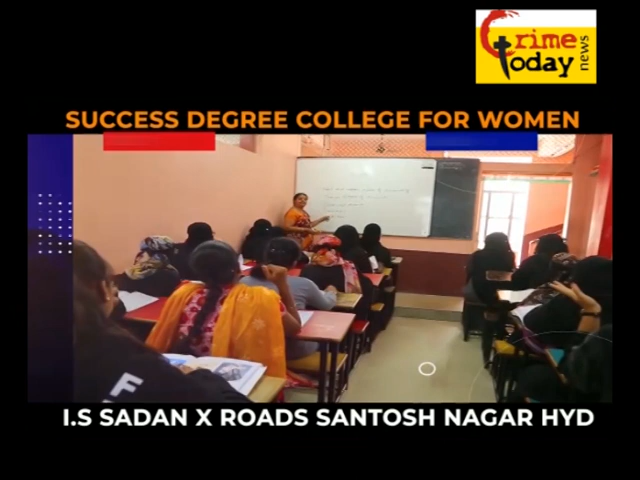 Crime
Today
news
SUCCESS DEGREE COLLEGE FOR WOMEN
F
I.S SADAN X ROADS SANTOSH NAGAR HYD